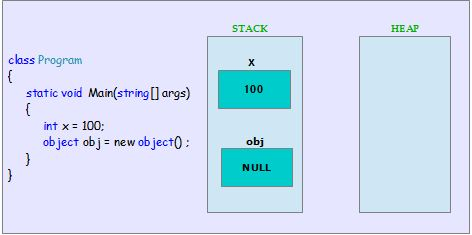 STACK
HEAP
class Program
{
static void Main(string[] args)
{
int x = 100;
object obj = new object() ;
}
}
X
100
obj
NULL